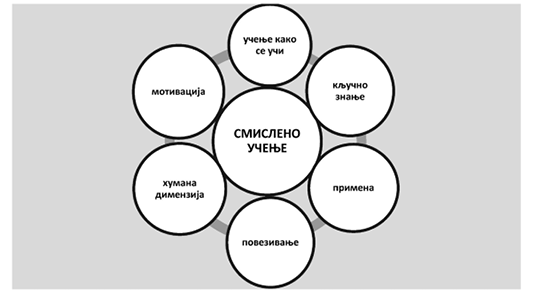 учење како
се учи
мотивација
кључно
знање
СМИСЛЕНО
УЧЕЊЕ
хумана
димензија
примена
повезивање